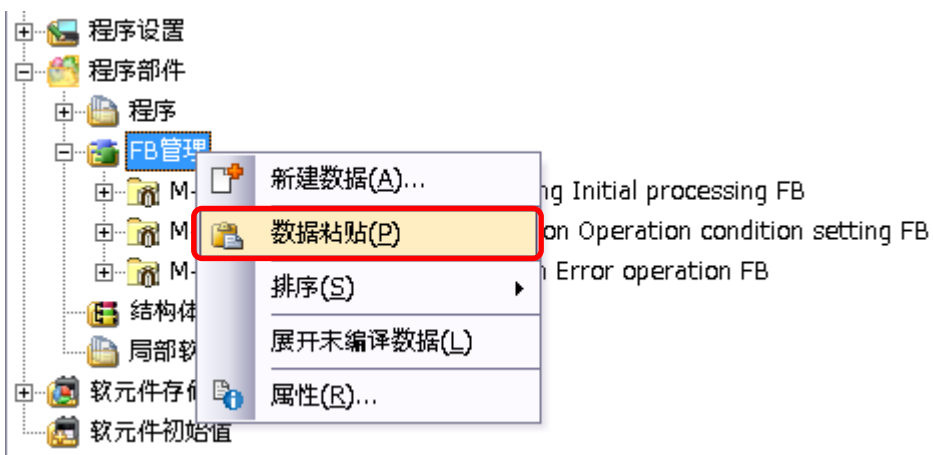 程序设置
程序部件
程序
FB管理
新建数据(A)...
M- ng Initial processing FB
数据粘贴(P)
M on Operation condition setting FB
M- Error operation FB
排序(S)
结构体
展开未编译数据(L)
局部软
软元件存储
属性(R)...
软元件初始值